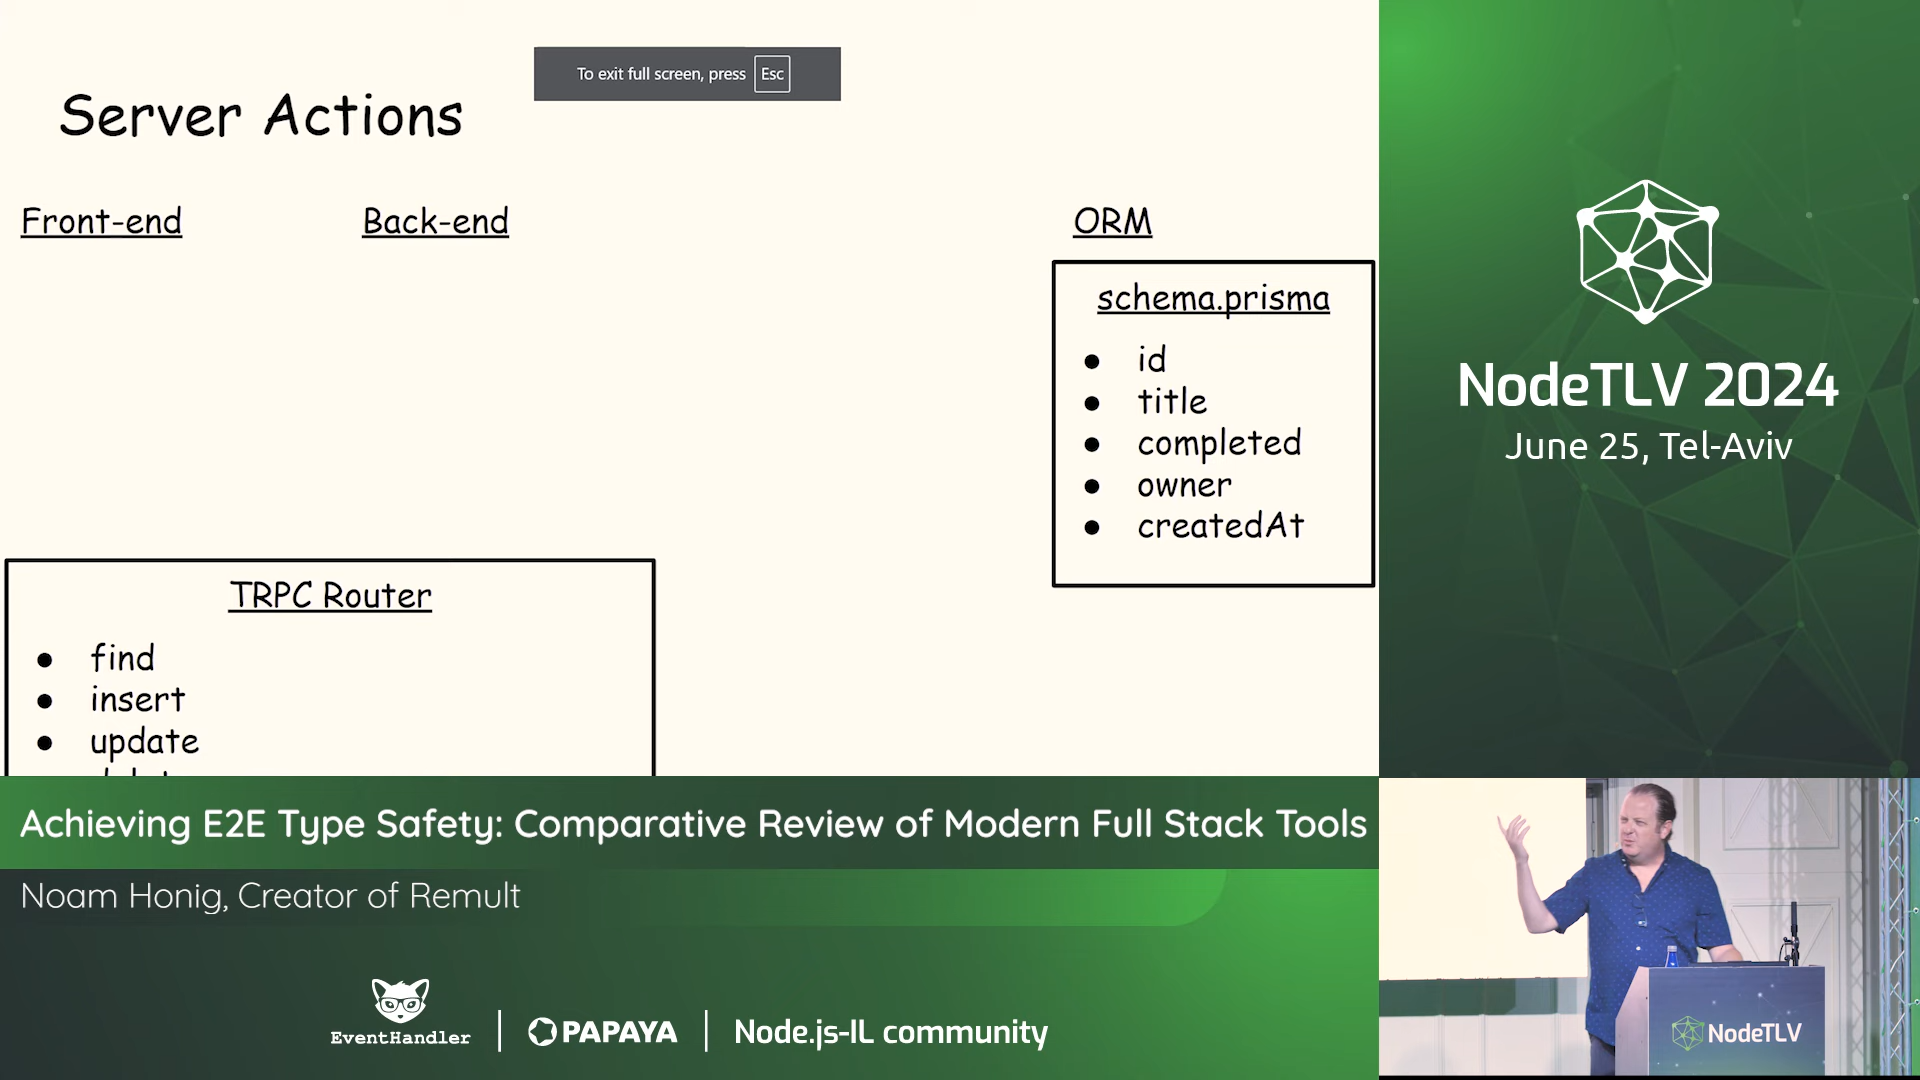 To exit full screen, press Esc
Server Actions
Front-end
Back-end
ORM
schema.prisma
● id
● title
● completed
● owner
● createdAt
TRPC Router
● find
● insert
● update
NodeTLV 2024
June 25, Tel-Aviv
Achieving E2E Type Safety: Comparative Review of Modern Full Stack Tools
Noam Honig, Creator of Remult
EventHandler
PAPAYA
Node.js-IL community
NodeTLV